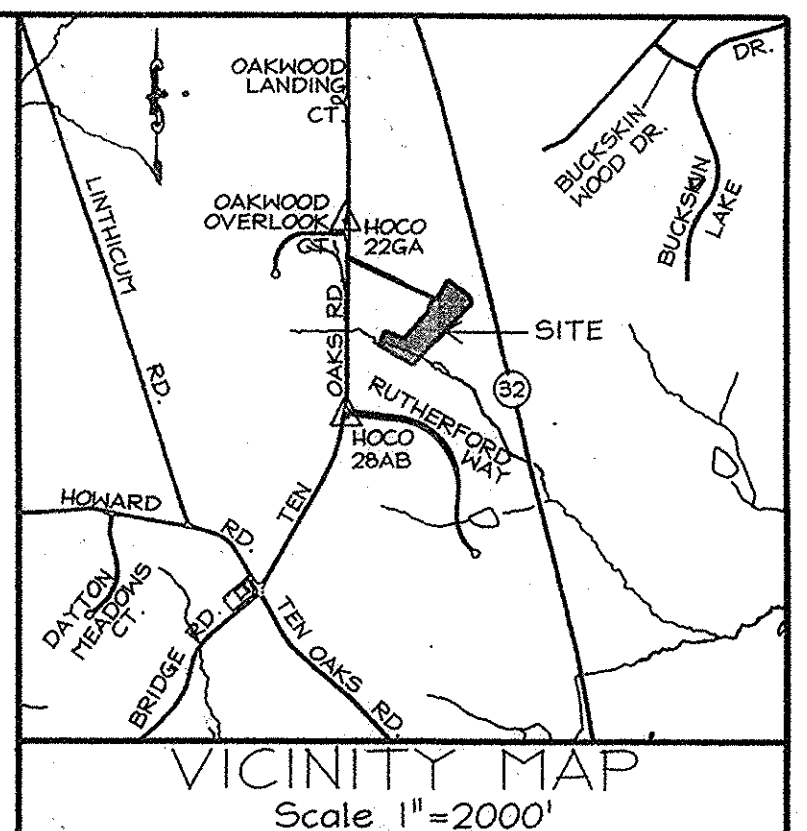 OAKWOOD
LANDING
CT.
DR.
BUCKSKIN
WOOD DR.
BUCKSKIN
LAKE
LINTHICUM
RD.
OAKWOOD
OVERLOOK
CT.
HOCO
22GA
OAKS RD.
SITE
32
RUTHERFORD
WAY
HOCO
28AB
TEN
HOWARD
RD.
DAYTON
MEADOWS
CT.
BRIDGE RD.
TEN OAKS RD.
VICINITY MAP
Scale 1"=2000'